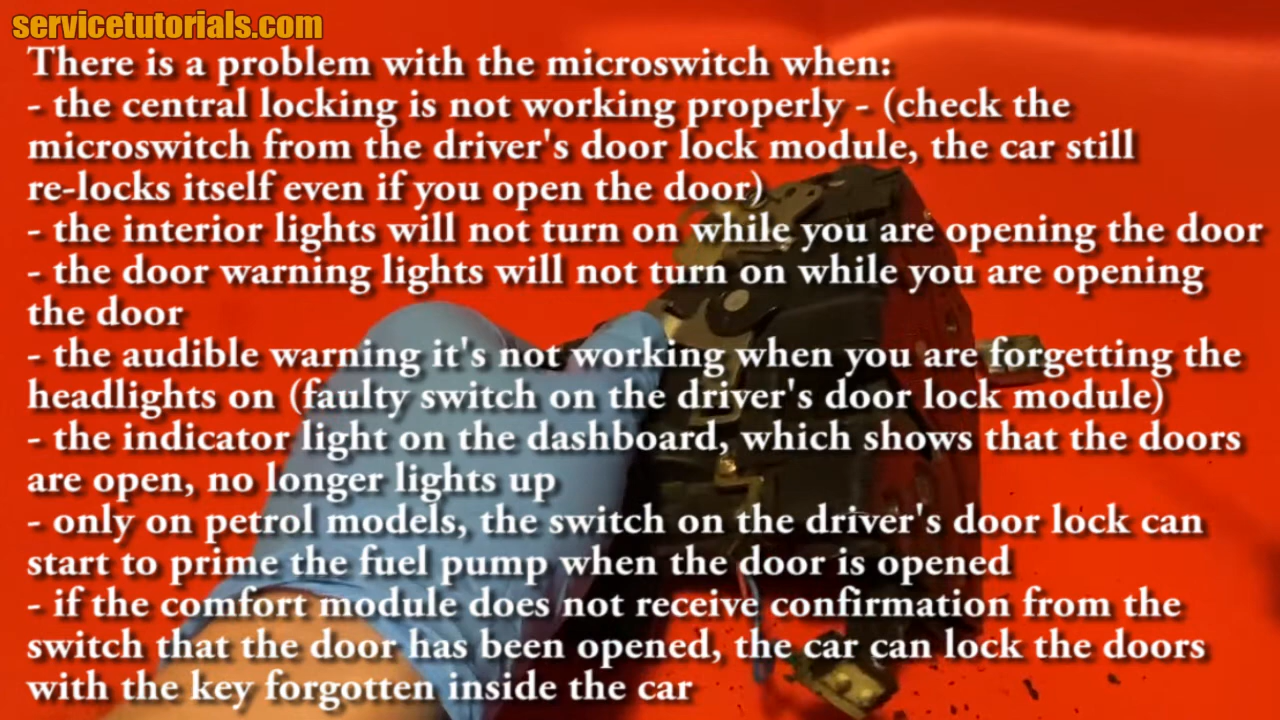 servicetutorials.com
There is a problem with the microswitch when:
- the central locking is not working properly - (check the
microswitch from the driver's door lock module, the car still
re-locks itself even if you open the door)
- the interior lights will not turn on while you are opening the door
- the door warning lights will not turn on while you are opening
the door
- the audible warning it's not working when you are forgetting the
headlights on (faulty switch on the driver's door lock module)
- the indicator light on the dashboard, which shows that the doors
are open, no longer lights up
- only on petrol models, the switch on the driver's door lock can
start to prime the fuel pump when the door is opened
- if the comfort module does not receive confirmation from the
switch that the door has been opened, the car can lock the doors
with the key forgotten inside the car